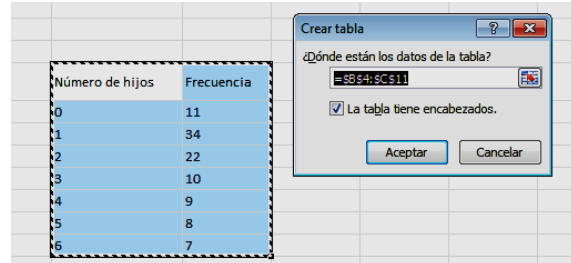 Crear tabla
¿Dónde están los datos de la tabla?
=$B$4:$C$11
La tabla tiene encabezados.
Aceptar Cancelar
Número de hijos Frecuencia
0 11
1 34
2 22
3 10
4 9
5 8
6 7